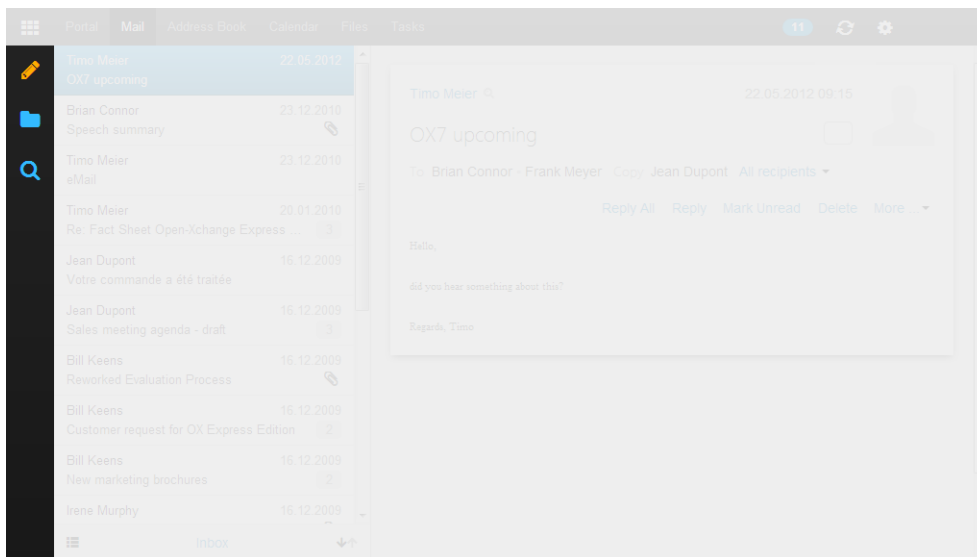 Portal Mail Address Book Calendar Files Tasks 11
Timo Meier 22.05.2012
OX7 upcoming
Brian Connor 23.12.2010
Speech summary
Timo Meier 23.12.2010
eMail
Timo Meier 20.01.2010
Re: Fact Sheet Open-Xchange Express ... 3
Jean Dupont 16.12.2009
Votre commande a été traitée
Jean Dupont 16.12.2009
Sales meeting agenda - draft 3
Bill Keens 16.12.2009
Reworked Evaluation Process
Bill Keens 16.12.2009
Customer request for OX Express Edition 2
Bill Keens 16.12.2009
New marketing brochures 2
Irene Murphy 16.12.2009
Inbox
Timo Meier 22.05.2012 09:15
OX7 upcoming
To: Brian Connor · Frank Meyer Copy: Jean Dupont All recipients
Reply All Reply Mark Unread Delete More ...
Hello,
did you hear something about this?
Regards, Timo